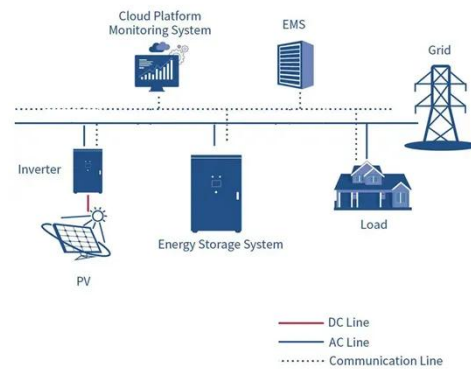 Cloud Platform
Monitoring System
EMS
Grid
Inverter
Energy Storage System
Load
PV
DC Line
AC Line
Communication Line